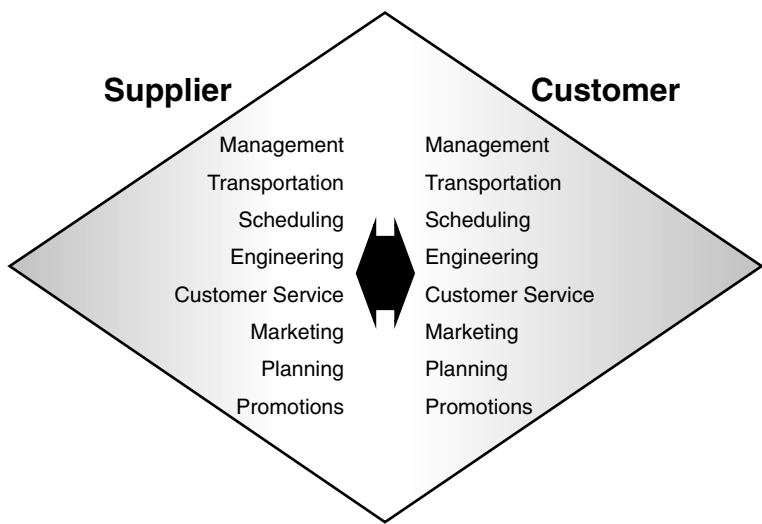 Supplier
Customer
Management
Transportation
Scheduling
Engineering
Customer Service
Marketing
Planning
Promotions
Management
Transportation
Scheduling
Engineering
Customer Service
Marketing
Planning
Promotions